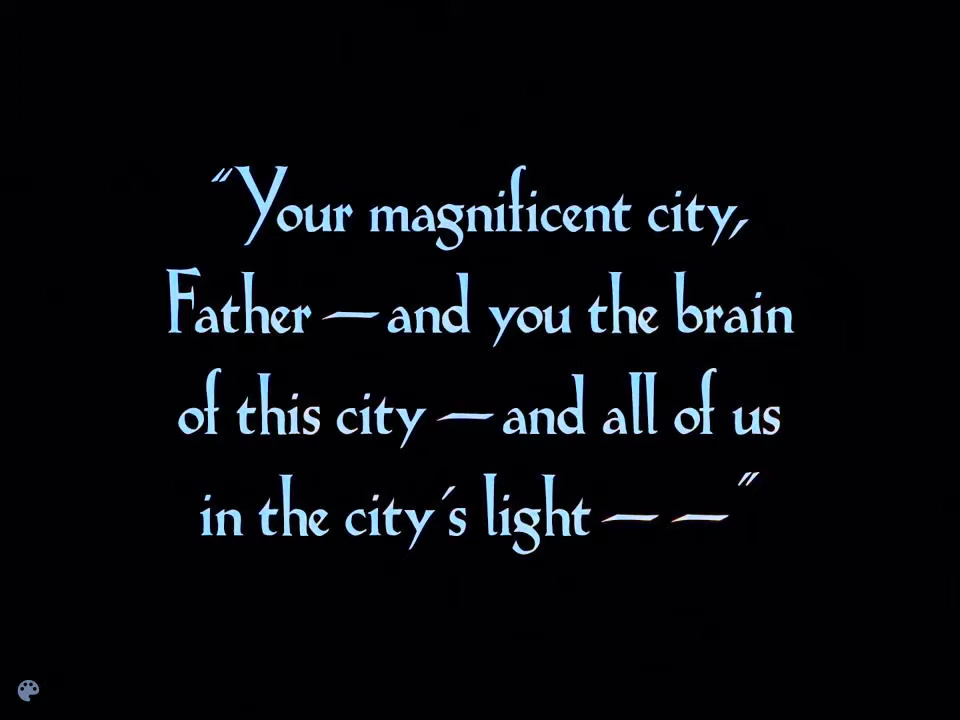 “Your magnificent city,
Father — and you the brain
of this city — and all of us
in the city's light — — ”